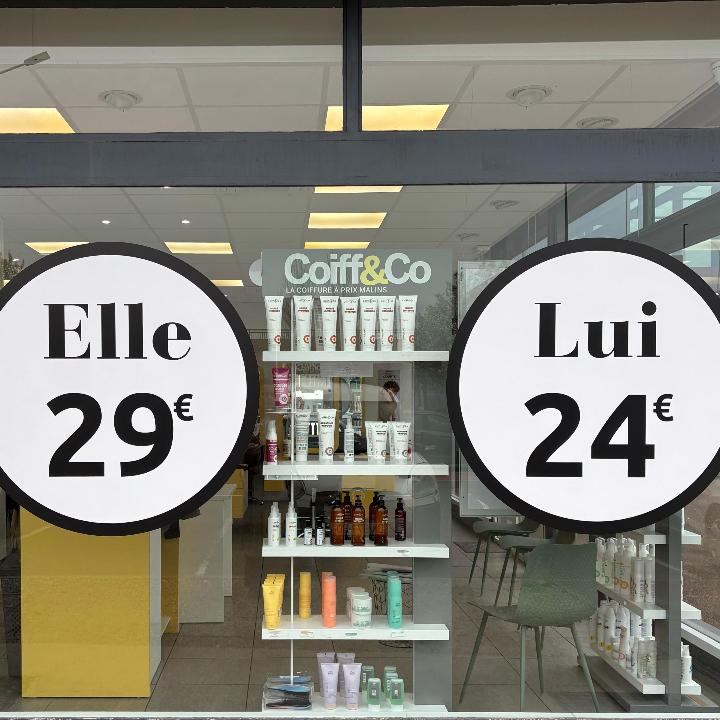 Coiff&Co
LA COIFFURE À PRIX MALINS
Elle
29€
Lui
24€